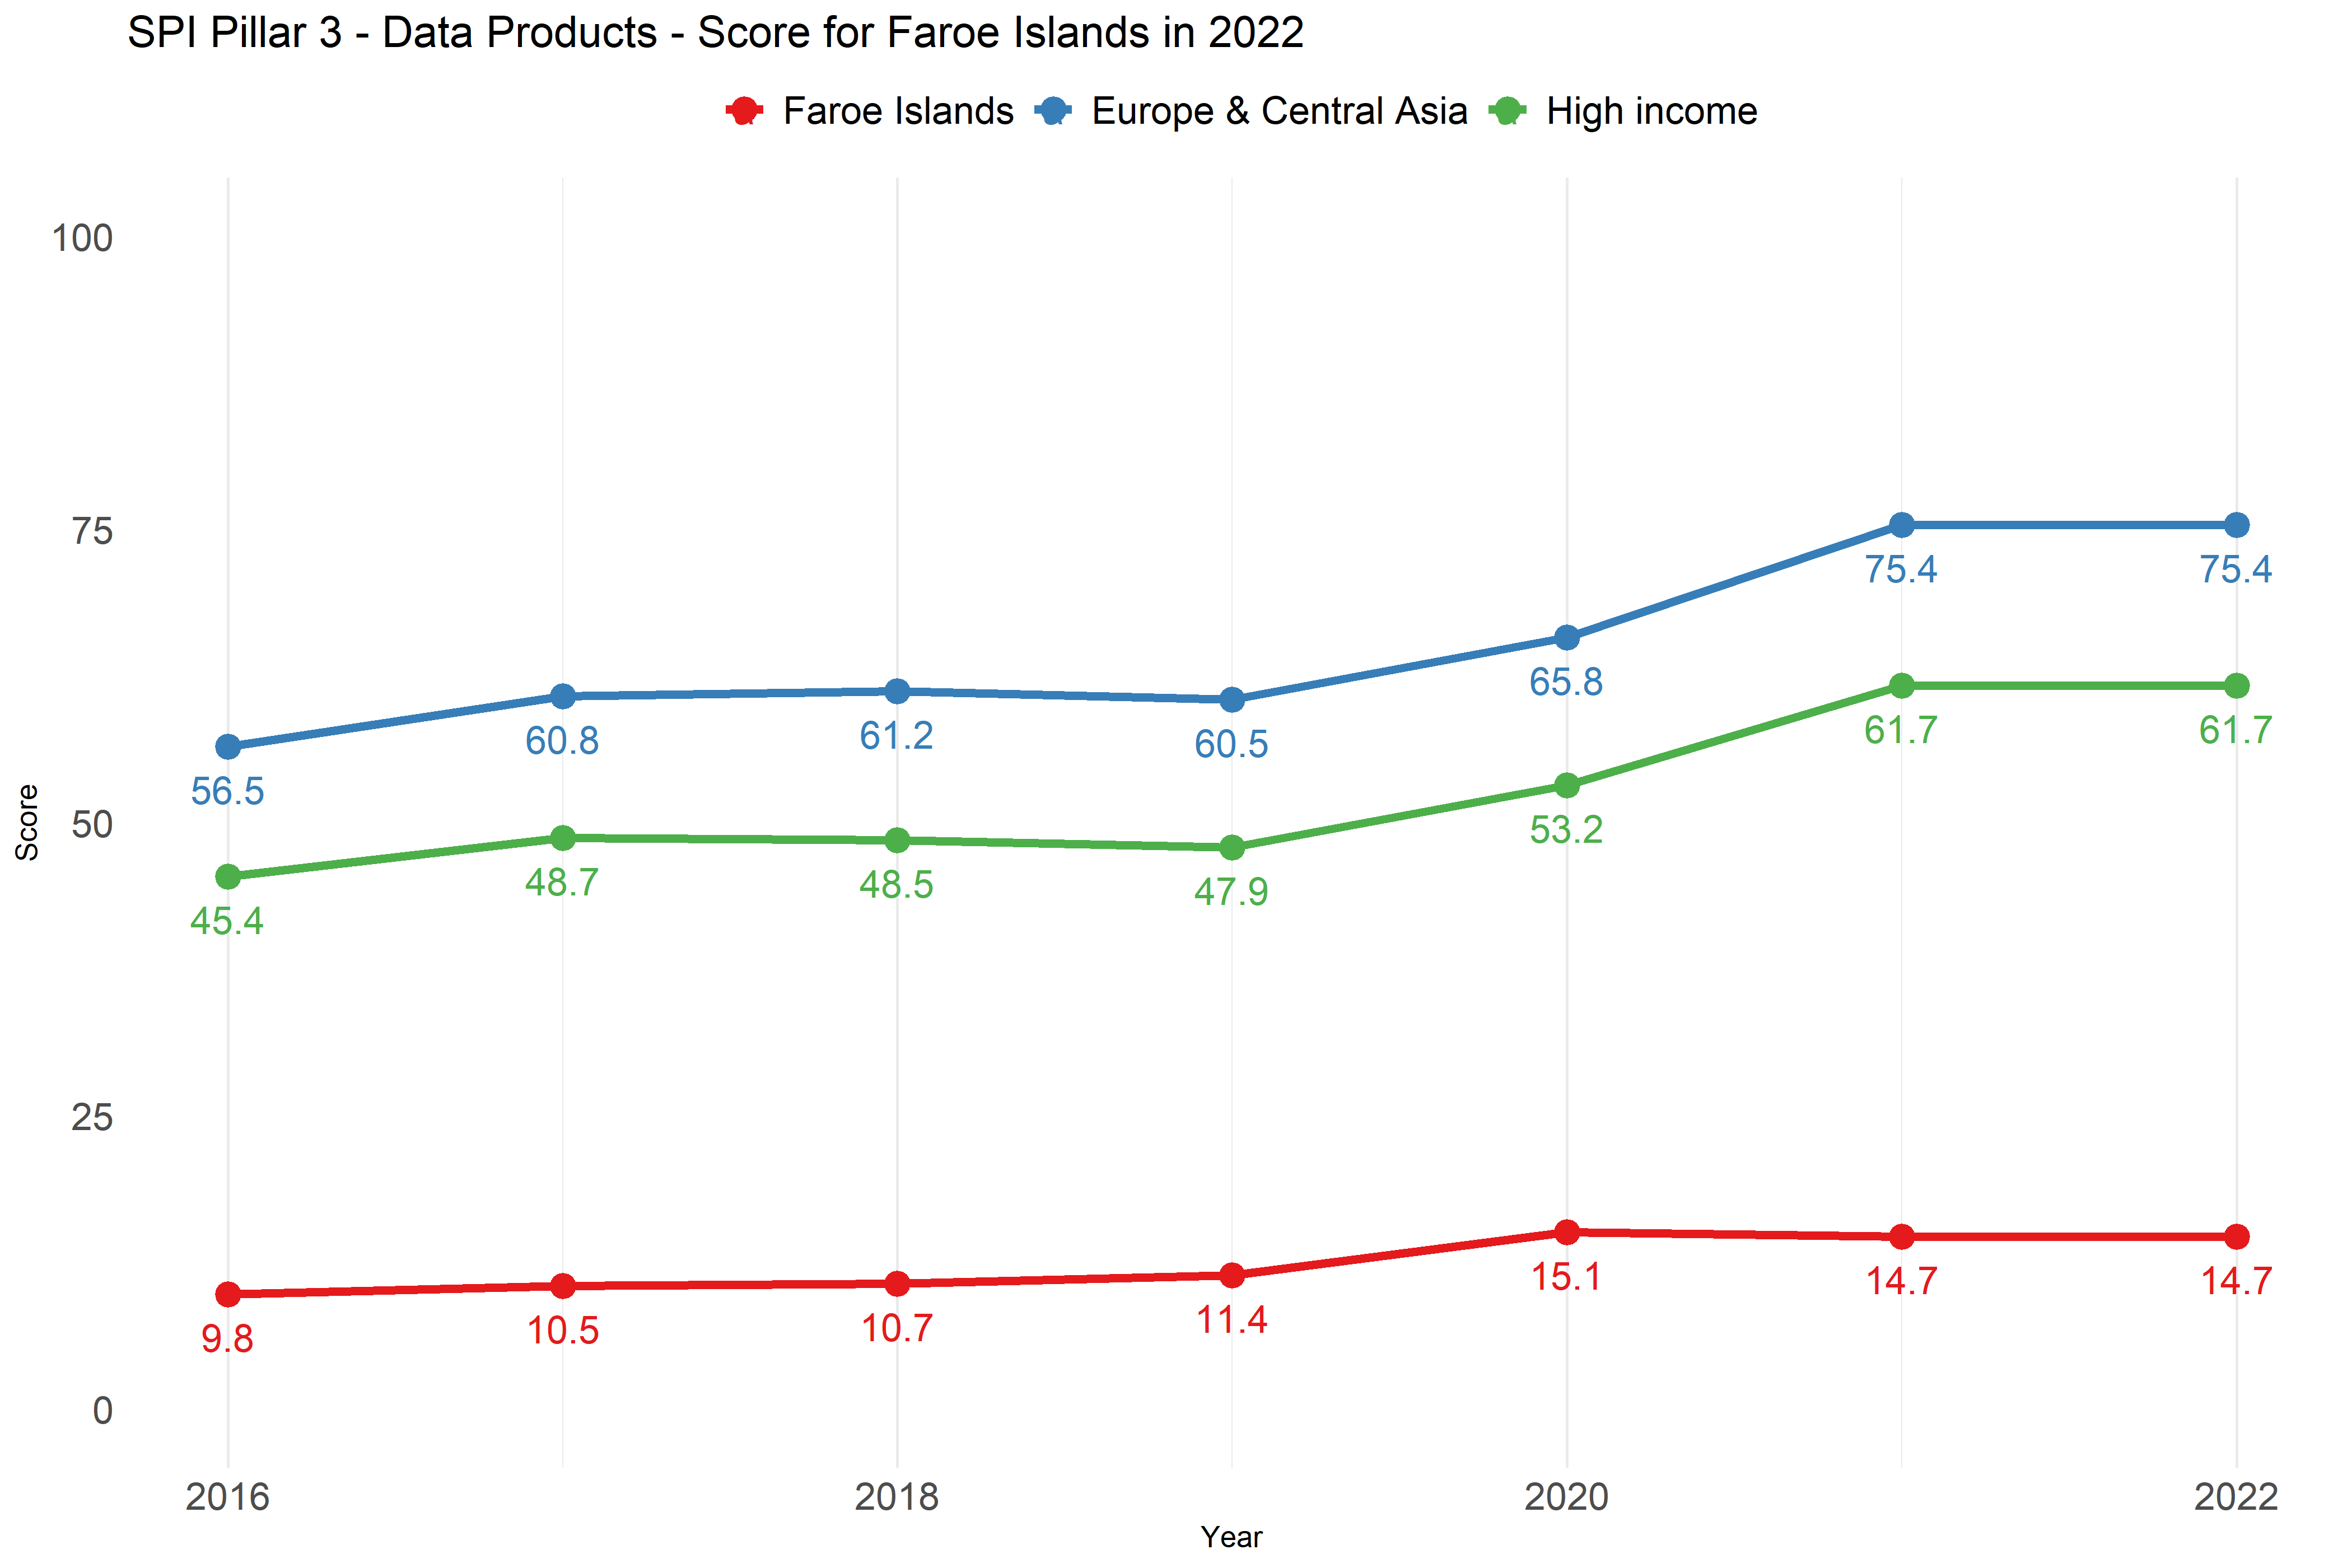 SPI Pillar 3 - Data Products - Score for Faroe Islands in 2022
Faroe Islands Europe & Central Asia High income
100
75
50
25
0
Score
56.5 60.8 61.2 60.5 65.8 75.4 75.4
45.4 48.7 48.5 47.9 53.2 61.7 61.7
9.8 10.5 10.7 11.4 15.1 14.7 14.7
2016 2018 2020 2022
Year